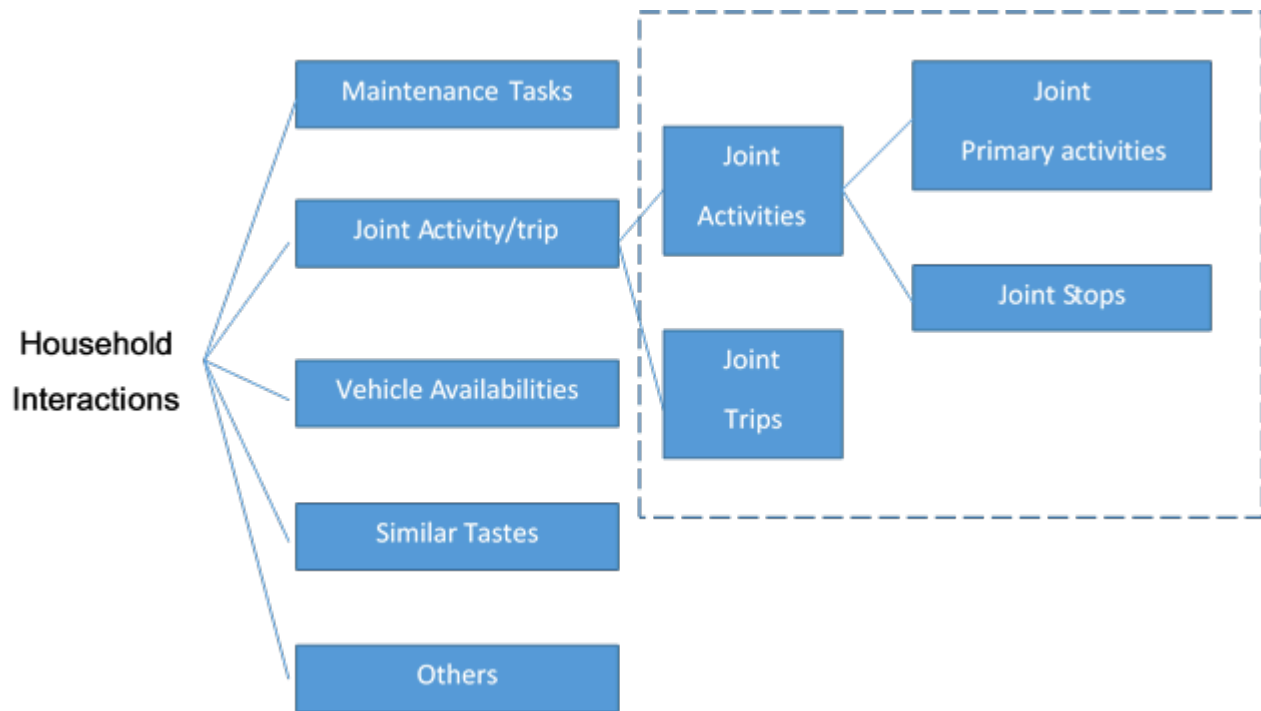 Household
Interactions
Maintenance Tasks
Joint Activity/trip
Vehicle Availabilities
Similar Tastes
Others
Joint
Activities
Joint
Trips
Joint
Primary activities
Joint Stops